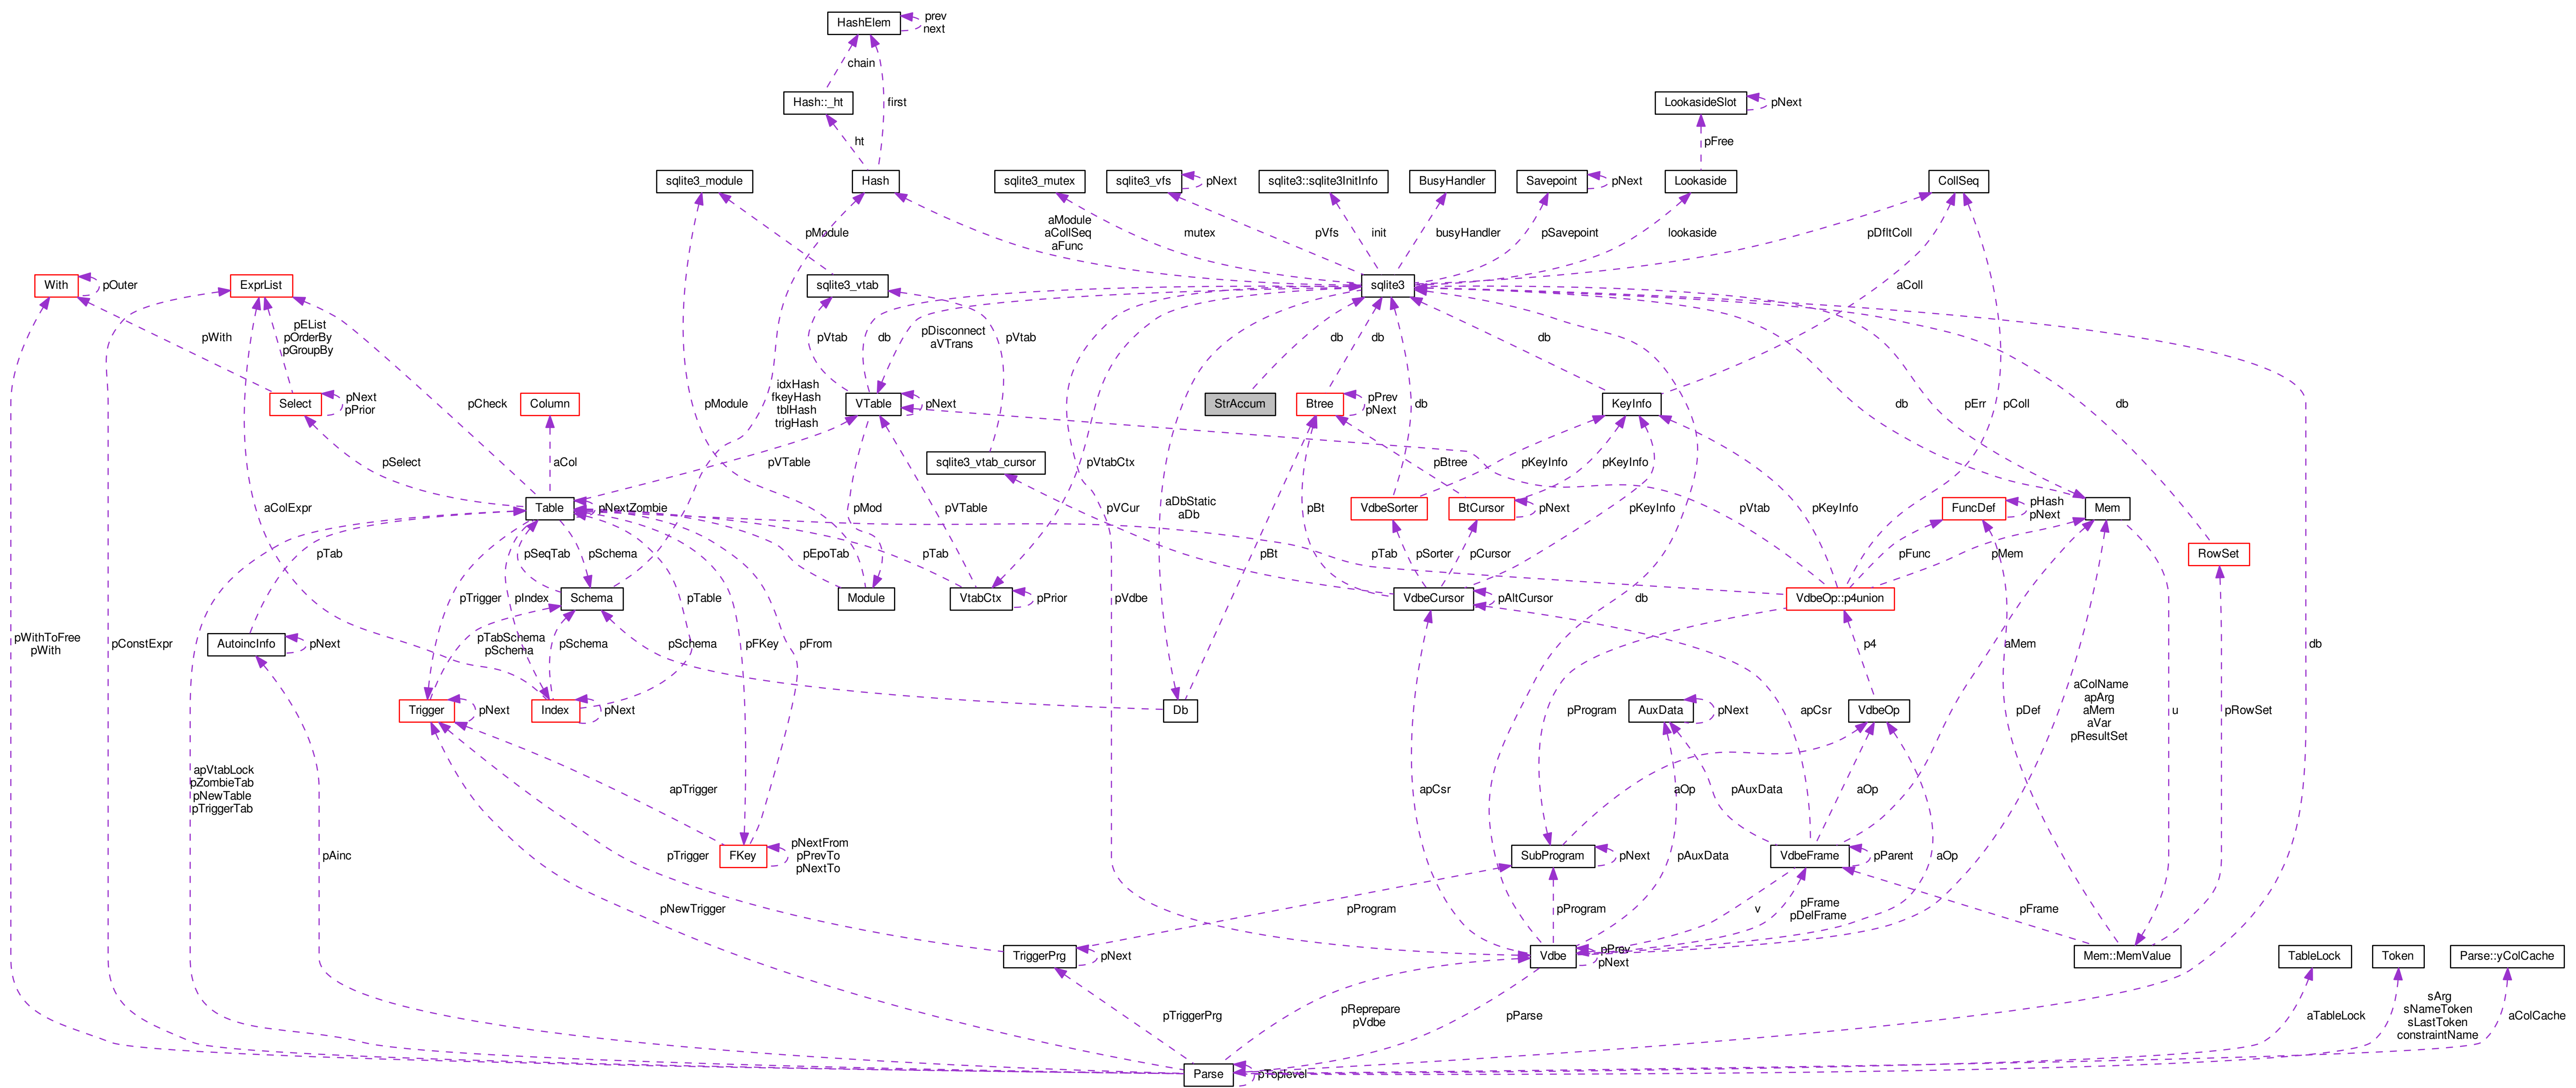 HashElem
prev
next
chain
Hash::_ht
first
LookasideSlot
pNext
ht
pFree
sqlite3_module
Hash
sqlite3_mutex
sqlite3_vfs
pNext
sqlite3::sqlite3InitInfo
BusyHandler
Savepoint
pNext
Lookaside
CollSeq
pModule
aModule
aCollSeq
aFunc
mutex
pVfs
init
busyHandler
pSavepoint
lookaside
pDfltColl
With
pOuter
ExprList
sqlite3_vtab
sqlite3
aColl
pWith
pEList
pOrderBy
pGroupBy
pVtab
db
pDisconnect
aVTrans
pVtab
db
db
db
Select
pNext
pPrior
pCheck
Column
pModule
idxHash
fkeyHash
tblHash
trigHash
VTable
pNext
StrAccum
Btree
pPrev
pNext
db
KeyInfo
db
pErr
pColl
db
pSelect
aCol
pVTable
sqlite3_vtab_cursor
pVtabCtx
pBtree
pKeyInfo
pKeyInfo
aColExpr
Table
pNextZombie
pMod
pVTable
pVCur
aDbStatic
aDb
pBt
VdbeSorter
BtCursor
pNext
pKeyInfo
pVtab
pKeyInfo
FuncDef
pHash
pNext
Mem
pTab
pSeqTab
pSchema
pEpoTab
pTab
pBt
pTab
pSorter
pCursor
pFunc
pMem
RowSet
pTrigger
pIndex
Schema
pTable
Module
VtabCtx
pPrior
pVdbe
VdbeCursor
pAltCursor
db
VdbeOp::p4union
pWithToFree
pWith
pConstExpr
AutoincInfo
pNext
pTabSchema
pSchema
pSchema
pSchema
pFKey
pFrom
p4
aMem
Trigger
pNext
Index
pNext
Db
pProgram
AuxData
pNext
apCsr
VdbeOp
pDef
u
pRowSet
aColName
apArg
aMem
aVar
pResultSet
db
apVtabLock
pZombieTab
pNewTable
pTriggerTab
apTrigger
apCsr
aOp
pAuxData
aOp
pAinc
pTrigger
FKey
pNextFrom
pPrevTo
pNextTo
SubProgram
pNext
pAuxData
VdbeFrame
pParent
aOp
pNewTrigger
pProgram
pProgram
v
pFrame
pDelFrame
pFrame
TriggerPrg
pNext
Vdbe
pPrev
pNext
Mem::MemValue
TableLock
Token
Parse::yColCache
pTriggerPrg
pReprepare
pVdbe
pParse
aTableLock
sArg
sNameToken
sLastToken
constraintName
aColCache
Parse
pToplevel